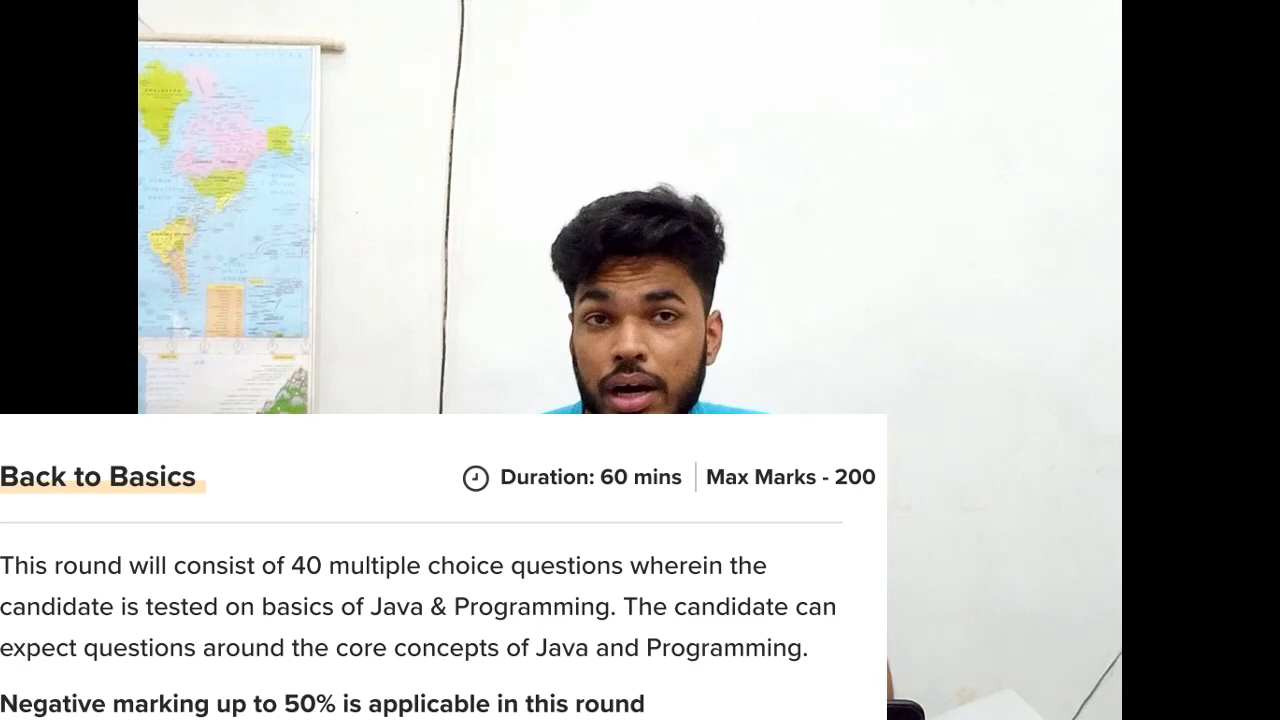 Back to Basics
Duration: 60 mins | Max Marks - 200
This round will consist of 40 multiple choice questions wherein the
candidate is tested on basics of Java & Programming. The candidate can
expect questions around the core concepts of Java and Programming.
Negative marking up to 50% is applicable in this round